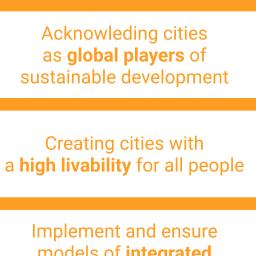 Acknowleding cities
as global players of
sustainable development
Creating cities with
a high livability for all people
Implement and ensure
models of integrated